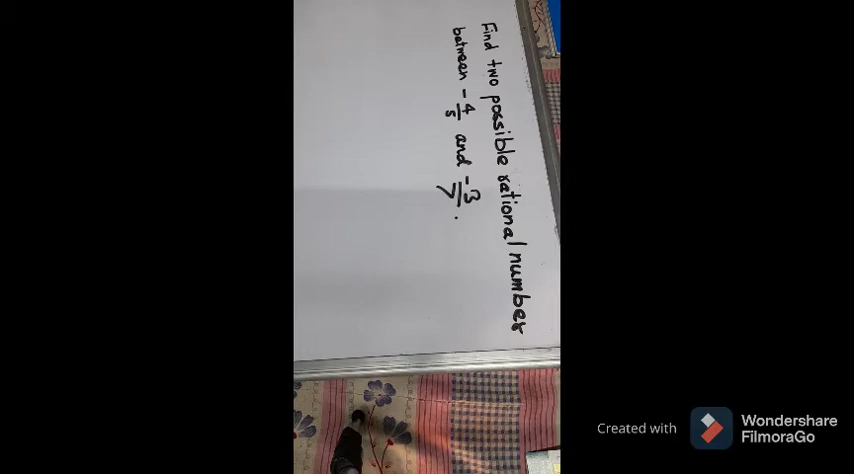 Find two possible rational number
between -4/5 and -3/7.
Created with
Wondershare
FilmoraGo